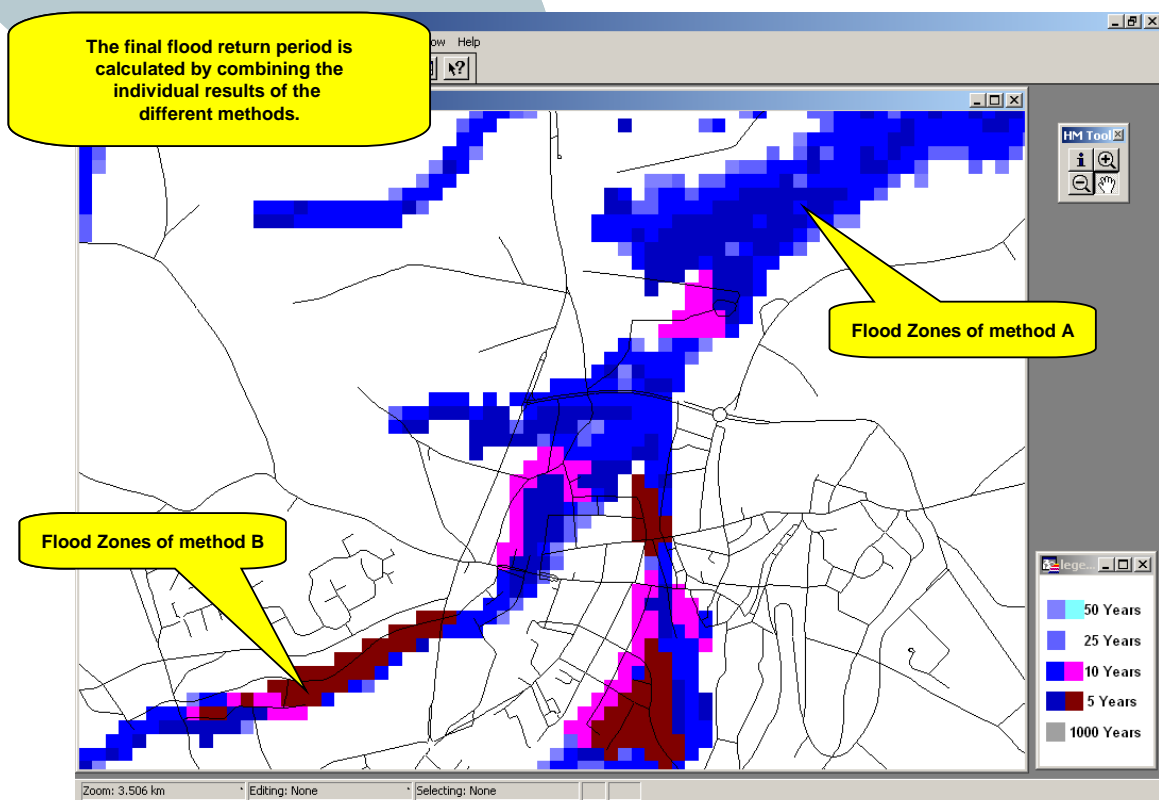 The final flood return period is
calculated by combining the
individual results of the
different methods.
Help
HM Tool
Flood Zones of method A
Flood Zones of method B
lege...
50 Years
25 Years
10 Years
5 Years
1000 Years
Zoom: 3.506 km
Editing: None
Selecting: None